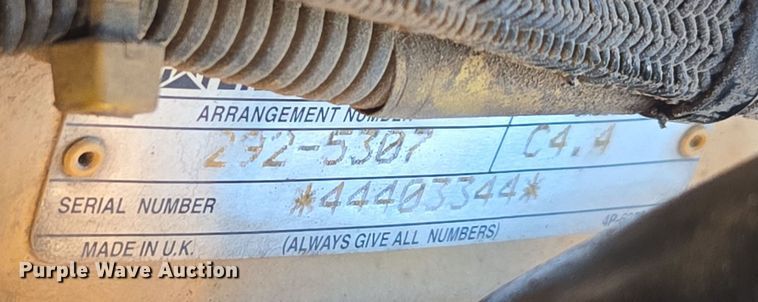 ARRANGEMENT NUMBER
292-5307 C4.4
SERIAL NUMBER *44403344*
MADE IN U.K. (ALWAYS GIVE ALL NUMBERS)
Purple Wave Auction